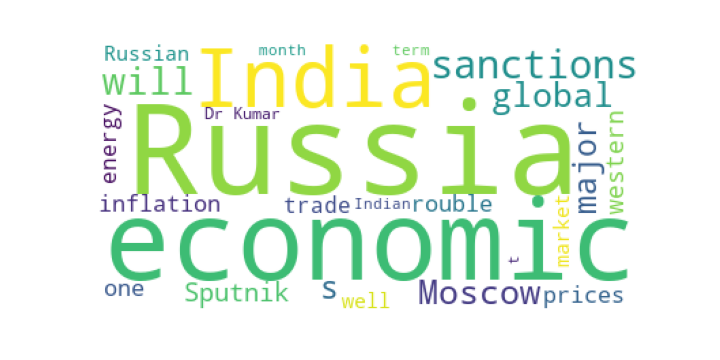 Russian month term
will India sanctions
Dr Kumar global
energy Russia major western
inflation trade Indian rouble market
economic t
one Sputnik s well Moscow prices